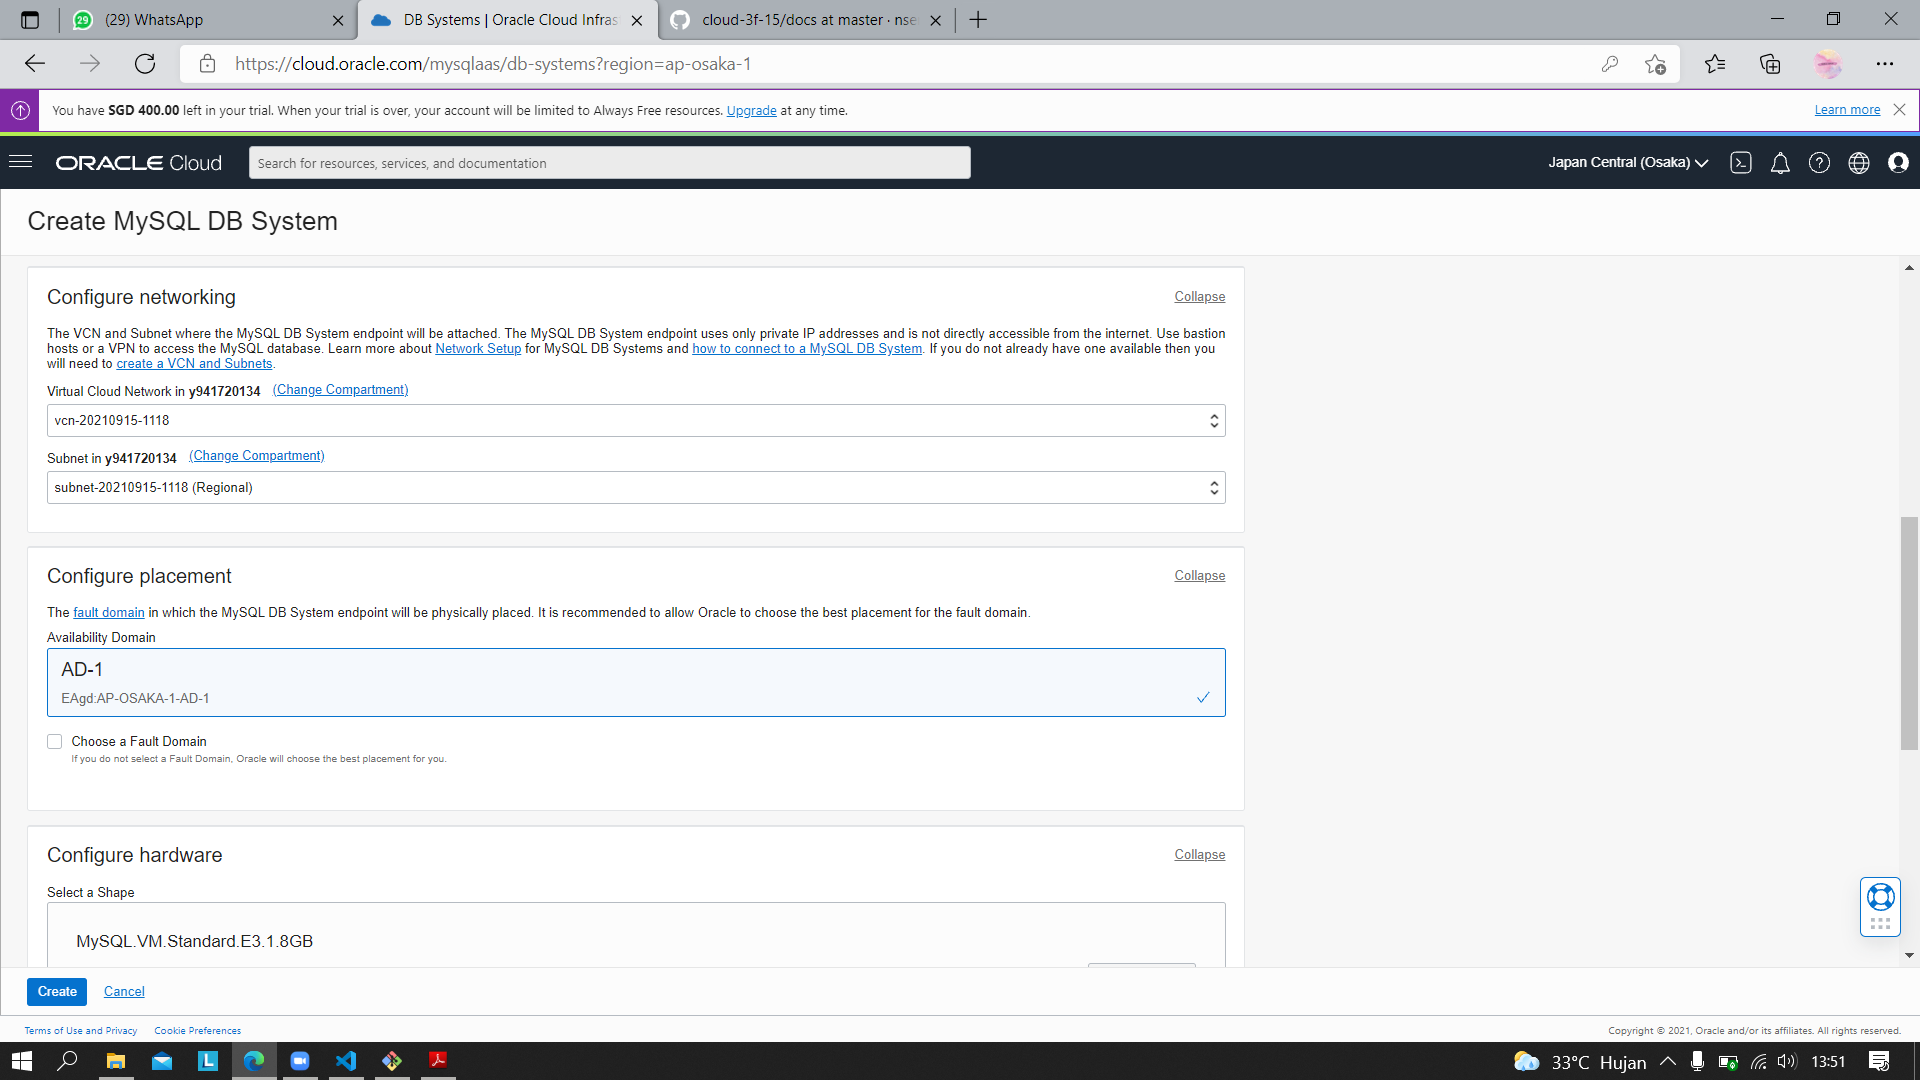 (29) WhatsApp
DB Systems | Oracle Cloud Infras
cloud-3f-15/docs at master · nse
https://cloud.oracle.com/mysqlaas/db-systems?region=ap-osaka-1
You have SGD 400.00 left in your trial. When your trial is over, your account will be limited to Always Free resources. Upgrade at any time.
Learn more
ORACLE Cloud
Search for resources, services, and documentation
Japan Central (Osaka)
Create MySQL DB System
Configure networking
Collapse
The VCN and Subnet where the MySQL DB System endpoint will be attached. The MySQL DB System endpoint uses only private IP addresses and is not directly accessible from the internet. Use bastion
hosts or a VPN to access the MySQL database. Learn more about Network Setup for MySQL DB Systems and how to connect to a MySQL DB System. If you do not already have one available then you
will need to create a VCN and Subnets.
Virtual Cloud Network in y941720134 (Change Compartment)
vcn-20210915-1118
Subnet in y941720134 (Change Compartment)
subnet-20210915-1118 (Regional)
Configure placement
Collapse
The fault domain in which the MySQL DB System endpoint will be physically placed. It is recommended to allow Oracle to choose the best placement for the fault domain.
Availability Domain
AD-1
EAgd:AP-OSAKA-1-AD-1
Choose a Fault Domain
If you do not select a Fault Domain, Oracle will choose the best placement for you.
Configure hardware
Collapse
Select a Shape
MySQL.VM.Standard.E3.1.8GB
Create
Cancel
Terms of Use and Privacy
Cookie Preferences
Copyright © 2021, Oracle and/or its affiliates. All rights reserved.
33°C Hujan
13:51